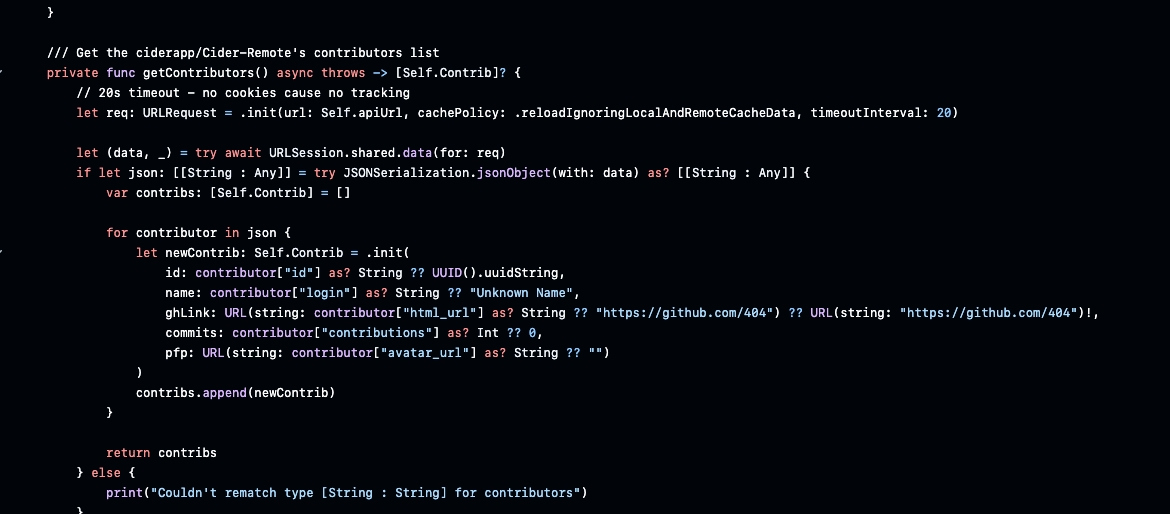 }
/// Get the ciderapp/Cider-Remote's contributors list
private func getContributors() async throws -> [Self.Contrib]? {
// 20s timeout - no cookies cause no tracking
let req: URLRequest = .init(url: Self.apiUrl, cachePolicy: .reloadIgnoringLocalAndRemoteCacheData, timeoutInterval: 20)
let (data, _) = try await URLSession.shared.data(for: req)
if let json: [[String : Any]] = try JSONSerialization.jsonObject(with: data) as? [[String : Any]] {
var contribs: [Self.Contrib] = []
for contributor in json {
let newContrib: Self.Contrib = .init(
id: contributor["id"] as? String ?? UUID().uuidString,
name: contributor["login"] as? String ?? "Unknown Name",
ghLink: URL(string: contributor["html_url"] as? String ?? "https://github.com/404") ?? URL(string: "https://github.com/404")!,
commits: contributor["contributions"] as? Int ?? 0,
pfp: URL(string: contributor["avatar_url"] as? String ?? "")
)
contribs.append(newContrib)
}
return contribs
} else {
print("Couldn't rematch type [String : String] for contributors")
}